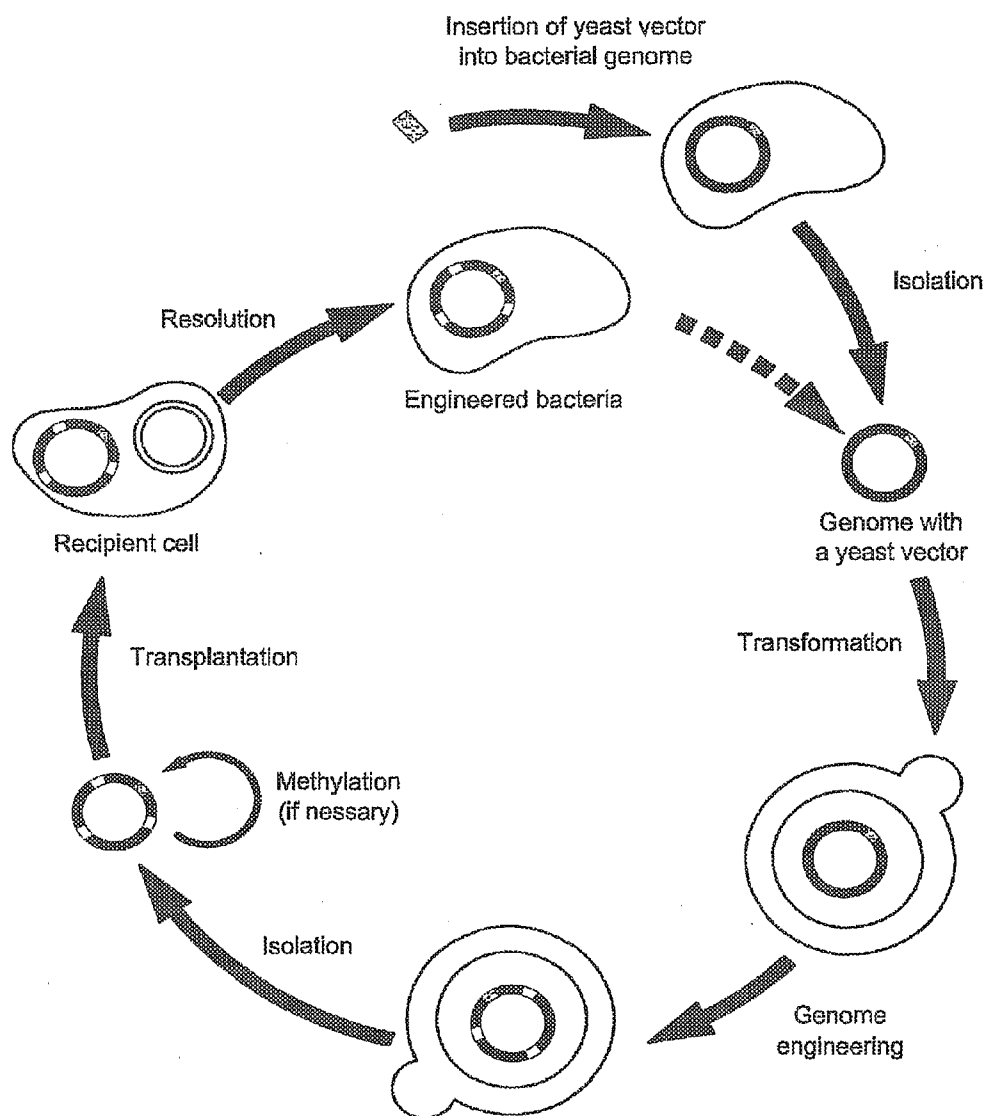 Insertion of yeast vector
into bacterial genome
Isolation
Resolution
Engineered bacteria
Genome with
a yeast vector
Recipient cell
Transformation
Transplantation
Methylation
(if nessary)
Isolation
Genome
engineering